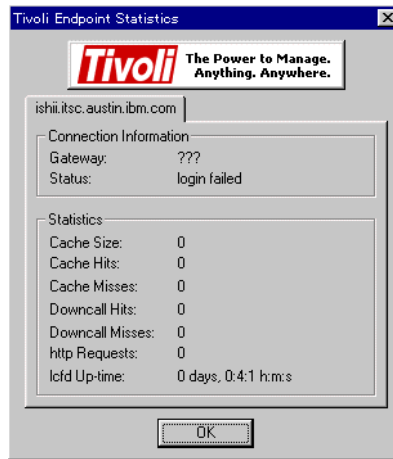 Tivoli Endpoint Statistics
Tivoli The Power to Manage.
Anything. Anywhere.
ishii.itsc.austin.ibm.com
Connection Information
Gateway: ???
Status: login failed
Statistics
Cache Size: 0
Cache Hits: 0
Cache Misses: 0
Downcall Hits: 0
Downcall Misses: 0
http Requests: 0
lcfd Up-time: 0 days, 0:4:1 h:m:s
OK